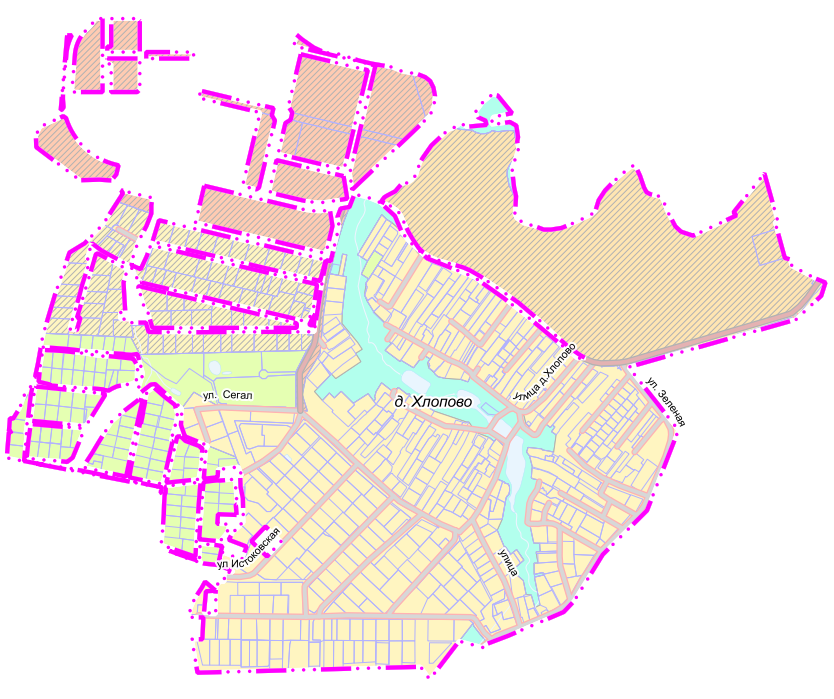 улица д.Хлопово
ул. Зеленая
ул. Сегал
д. Хлопово
ул Истоковская
улица